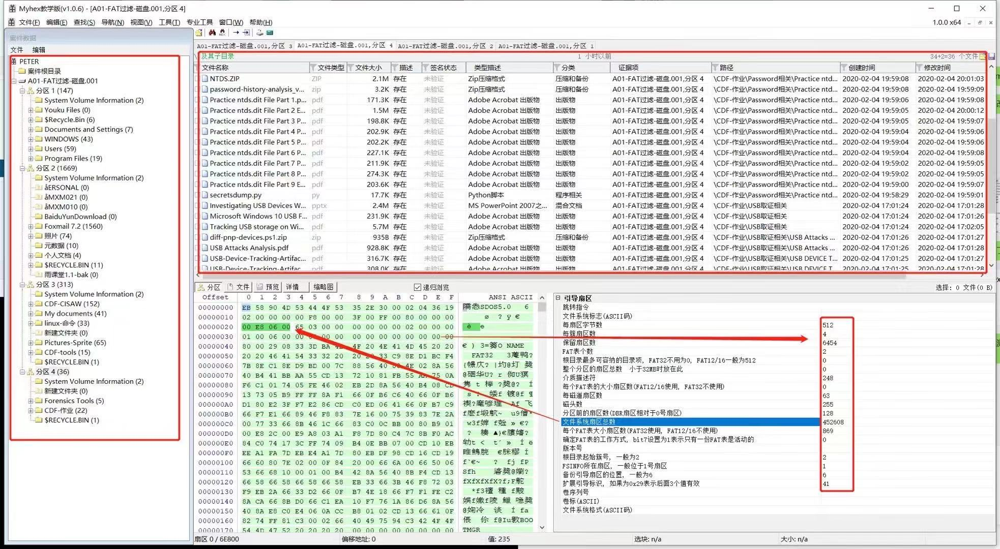 Myhex教学版(v1.0.6) - [A01-FAT过滤-磁盘.001,分区 4]
文件(F) 编辑(E) 查找(S) 导航(N) 视图(V) 工具(T) 专业工具 窗口(W) 帮助(H) 1.0.0 x64
案件数据
文件 编辑
PETER
案件根目录
A01-FAT过滤-磁盘.001
分区 1 (147)
System Volume Information (2)
Youku Files (0)
$Recycle.Bin (6)
Documents and Settings (7)
WINDOWS (43)
Users (59)
Program Files (19)
分区 2 (1669)
System Volume Information (2)
åERSONAL (0)
åMXM021 (0)
åMXM010 (0)
BaiduYunDownload (0)
Foxmail 7.2 (1560)
照片 (74)
元数据 (10)
个人文档 (4)
$RECYCLE.BIN (11)
雨课堂1.1-bak (0)
分区 3 (313)
System Volume Information (2)
CDF-CISAW (152)
My documents (41)
linux-命令 (33)
新建文件夹 (0)
Pictures-Sprite (65)
CDF-tools (15)
$RECYCLE.BIN (1)
分区 4 (36)
System Volume Information (2)
新建文件夹 (0)
Forensics Tools (5)
CDF-作业 (22)
$RECYCLE.BIN (1)
A01-FAT过滤-磁盘.001,分区 3 A01-FAT过滤-磁盘.001,分区 4 A01-FAT过滤-磁盘.001,分区 2 A01-FAT过滤-磁盘.001,分区 1
\及其子目录 1 小时以前 34+2=36 个文件
文件名称 文件类型 文件大小 描述 签名状态 类型描述 分类 证据项 路径 创建时间 修改时间
NTDS.ZIP ZIP 2.1M 存在 未验证 Zip压缩格式 压缩和备份 A01-FAT过滤-磁盘.001,分区 4 \CDF-作业\Password相关\Practice ntd... 2020-02-04 19:59:08 2020-02-04 20:01:03
password-history-analysis_v... zip 3.2K 存在 未验证 Zip压缩格式 压缩和备份 A01-FAT过滤-磁盘.001,分区 4 \CDF-作业\Password相关\Practice ntd... 2020-02-04 19:59:08 2020-02-04 19:59:09
Practice ntds.dit File Part 1.p... pdf 171.3K 存在 未验证 Adobe Acrobat 出版物 出版物 A01-FAT过滤-磁盘.001,分区 4 \CDF-作业\Password相关\Practice ntd... 2020-02-04 19:59:06 2020-02-04 19:59:08
Practice ntds.dit File Part 2 E... pdf 1.5M 存在 未验证 Adobe Acrobat 出版物 出版物 A01-FAT过滤-磁盘.001,分区 4 \CDF-作业\Password相关\Practice ntd... 2020-02-04 19:59:05 2020-02-04 20:00:12
Practice ntds.dit File Part 3 P... pdf 198.8K 存在 未验证 Adobe Acrobat 出版物 出版物 A01-FAT过滤-磁盘.001,分区 4 \CDF-作业\Password相关\Practice ntd... 2020-02-04 19:59:05 2020-02-04 19:59:07
Practice ntds.dit File Part 4 P... pdf 202.9K 存在 未验证 Adobe Acrobat 出版物 出版物 A01-FAT过滤-磁盘.001,分区 4 \CDF-作业\Password相关\Practice ntd... 2020-02-04 19:59:04 2020-02-04 19:59:06
Practice ntds.dit File Part 5 P... pdf 202.2K 存在 未验证 Adobe Acrobat 出版物 出版物 A01-FAT过滤-磁盘.001,分区 4 \CDF-作业\Password相关\Practice ntd... 2020-02-04 19:59:04 2020-02-04 19:59:06
Practice ntds.dit File Part 6 P... pdf 227.1K 存在 未验证 Adobe Acrobat 出版物 出版物 A01-FAT过滤-磁盘.001,分区 4 \CDF-作业\Password相关\Practice ntd... 2020-02-04 19:59:04 2020-02-04 19:59:08
Practice ntds.dit File Part 7 P... pdf 211.9K 存在 未验证 Adobe Acrobat 出版物 出版物 A01-FAT过滤-磁盘.001,分区 4 \CDF-作业\Password相关\Practice ntd... 2020-02-04 19:59:02 2020-02-04 19:59:05
Practice ntds.dit File Part 8 P... pdf 274.3K 存在 未验证 Adobe Acrobat 出版物 出版物 A01-FAT过滤-磁盘.001,分区 4 \CDF-作业\Password相关\Practice ntd... 2020-02-04 19:59:02 2020-02-04 19:59:05
Practice ntds.dit File Part 9 E... pdf 203.6K 存在 未验证 Adobe Acrobat 出版物 出版物 A01-FAT过滤-磁盘.001,分区 4 \CDF-作业\Password相关\Practice ntd... 2020-02-04 19:59:00 2020-02-04 19:59:07
secretsdump.py py 17.7K 存在 未验证 Python脚本 程序相关 A01-FAT过滤-磁盘.001,分区 4 \CDF-作业\Password相关\Practice ntd... 2020-02-04 19:58:29 2020-02-04 19:59:01
Investigating USB Devices W... pptx 2.4M 存在 未验证 MS PowerPoint 2007之... 混合文档 A01-FAT过滤-磁盘.001,分区 4 \CDF-作业\USB取证相关 2020-02-04 17:01:24 2020-02-04 17:01:28
Microsoft Windows 10 USB F... pdf 231.9K 存在 未验证 Adobe Acrobat 出版物 出版物 A01-FAT过滤-磁盘.001,分区 4 \CDF-作业\USB取证相关 2020-02-04 17:01:24 2020-02-04 17:01:26
Tracking USB storage on Wi... pdf 5.7M 存在 未验证 Adobe Acrobat 出版物 出版物 A01-FAT过滤-磁盘.001,分区 4 \CDF-作业\USB取证相关 2020-02-04 17:01:24 2020-02-04 17:02:05
diff-pnp-devices.ps1.zip zip 935B 存在 未验证 Zip压缩格式 压缩和备份 A01-FAT过滤-磁盘.001,分区 4 \CDF-作业\USB取证相关\USB Attacks ... 2020-02-04 17:01:26 2020-02-04 17:01:27
USB Attacks Analysis.pdf pdf 928.8K 存在 未验证 Adobe Acrobat 出版物 出版物 A01-FAT过滤-磁盘.001,分区 4 \CDF-作业\USB取证相关\USB Attacks ... 2020-02-04 17:01:26 2020-02-04 17:01:28
USB-Device-Tracking-Artifac... pdf 316.7K 存在 未验证 Adobe Acrobat 出版物 出版物 A01-FAT过滤-磁盘.001,分区 4 \CDF-作业\USB取证相关\USB DEVICE T... 2020-02-04 17:01:25 2020-02-04 17:01:27
USB-Device-Tracking-Artifac... pdf 308.0K 存在 未验证 Adobe Acrobat 出版物 出版物 A01-FAT过滤-磁盘.001,分区 4 \CDF-作业\USB取证相关\USB DEVICE T... 2020-02-04 17:01:25 2020-02-04 17:01:28
分区 文件 预览 详情 缩略图 递归浏览 选择: 0 文件(0 B)
Offset 0 1 2 3 4 5 6 7 8 9 A B C D E F ANSI ASCII
00000000 EB 58 90 4D 53 44 4F 53 35 2E 30 00 02 04 36 19
00000010 02 00 00 00 00 F8 00 00 3F 00 FF 00 80 00 00 00
00000020 00 E8 06 00 65 03 00 00 00 00 00 00 02 00 00 00
00000030 01 00 06 00 00 00 00 00 00 00 00 00 00 00 00
00000040 80 00 29 08 33 3D BA 4F 20 4E 41 4D 45 20 20
00000050 20 20 46 41 54 33 32 20 20 33 C9 8E D1 BC F4
00000060 7B 8E C1 8E D9 BD 00 7C 88 56 40 4E 02 8A 56
00000070 40 B4 41 BB AA 55 CD 13 72 10 81 FB 55 AA 75 0A
00000080 F6 C1 01 74 05 FE 46 02 EB 2D 8A 56 40 B4 08 CD
00000090 13 73 05 B9 FF FF 8A F1 66 0F B6 C6 40 66 0F B6
000000A0 D1 80 E2 3F F7 E2 86 CD C0 ED 06 41 66 0F B7 C9
000000B0 66 F7 E1 66 89 46 F8 83 7E 16 00 75 39 83 7E 2A
000000C0 00 77 33 66 8B 46 1C 66 83 C0 0C BB 00 80 B9 01
000000D0 00 E8 2C 00 E9 A8 03 A1 F8 7D 80 C4 7C 8B F0 AC
000000E0 84 C0 74 17 3C FF 74 09 B4 0E BB 07 00 CD 10 EB
000000F0 EE A1 FA 7D EB E4 A1 7D 80 EB DF 98 CD 16 CD 19
00000100 66 60 80 7E 02 00 0F 84 20 00 66 6A 00 66 50 06
00000110 53 66 68 10 00 01 00 B4 42 8A 56 40 8B F4 CD 13
00000120 66 58 66 58 66 58 66 58 EB 33 66 3B 46 F8 72 03
00000130 F9 EB 2A 66 33 D2 66 0F B7 4E 18 66 F7 F1 FE C2
00000140 8A CA 66 8B D0 66 C1 EA 10 F7 76 1A 86 D6 8A 56
00000150 40 8A E8 C0 E4 06 0A CC B8 01 02 CD 13 66 61 0F
00000160 82 74 FF 81 C3 00 02 66 40 49 75 94 C3 42 4F 4F
00000170 54 4D 47 52 20 20 20 20 00 00 00 00 00 00 00 00
引导扇区
跳转指令
文件系统标志(ASCII码)
每扇区字节数 512
每簇扇区数 4
保留扇区数 6454
FAT表个数 2
根目录最多可容纳的目录项, FAT32不用为0, FAT12/16一般为512 0
整个分区的扇区总数 小于32MB时放在此 0
介质描述符 248
每个FAT表的大小扇区数(FAT12/16使用, FAT32不使用) 0
每磁道扇区数 63
磁头数 255
分区前的扇区数(DBR扇区相对于0号扇区) 128
文件系统扇区总数 452608
每个FAT表大小扇区数(FAT32使用, FAT12/16不使用) 869
确定FAT表的工作方式, bit7设置为1表示只有一份FAT表是活动的 0
版本号
根目录起始簇号, 一般为2 2
FSINFO所在扇区, 一般位于1号扇区 1
备份引导扇区的位置, 一般为6 6
扩展引导标识, 如果为0x29表示后面3个值有效 41
卷序列号
卷标(ASCII)
文件系统格式(ASCII码)
扇区 0 / 6E800 偏移地址: 0 值: 235 选块: n/a 大小: n/a